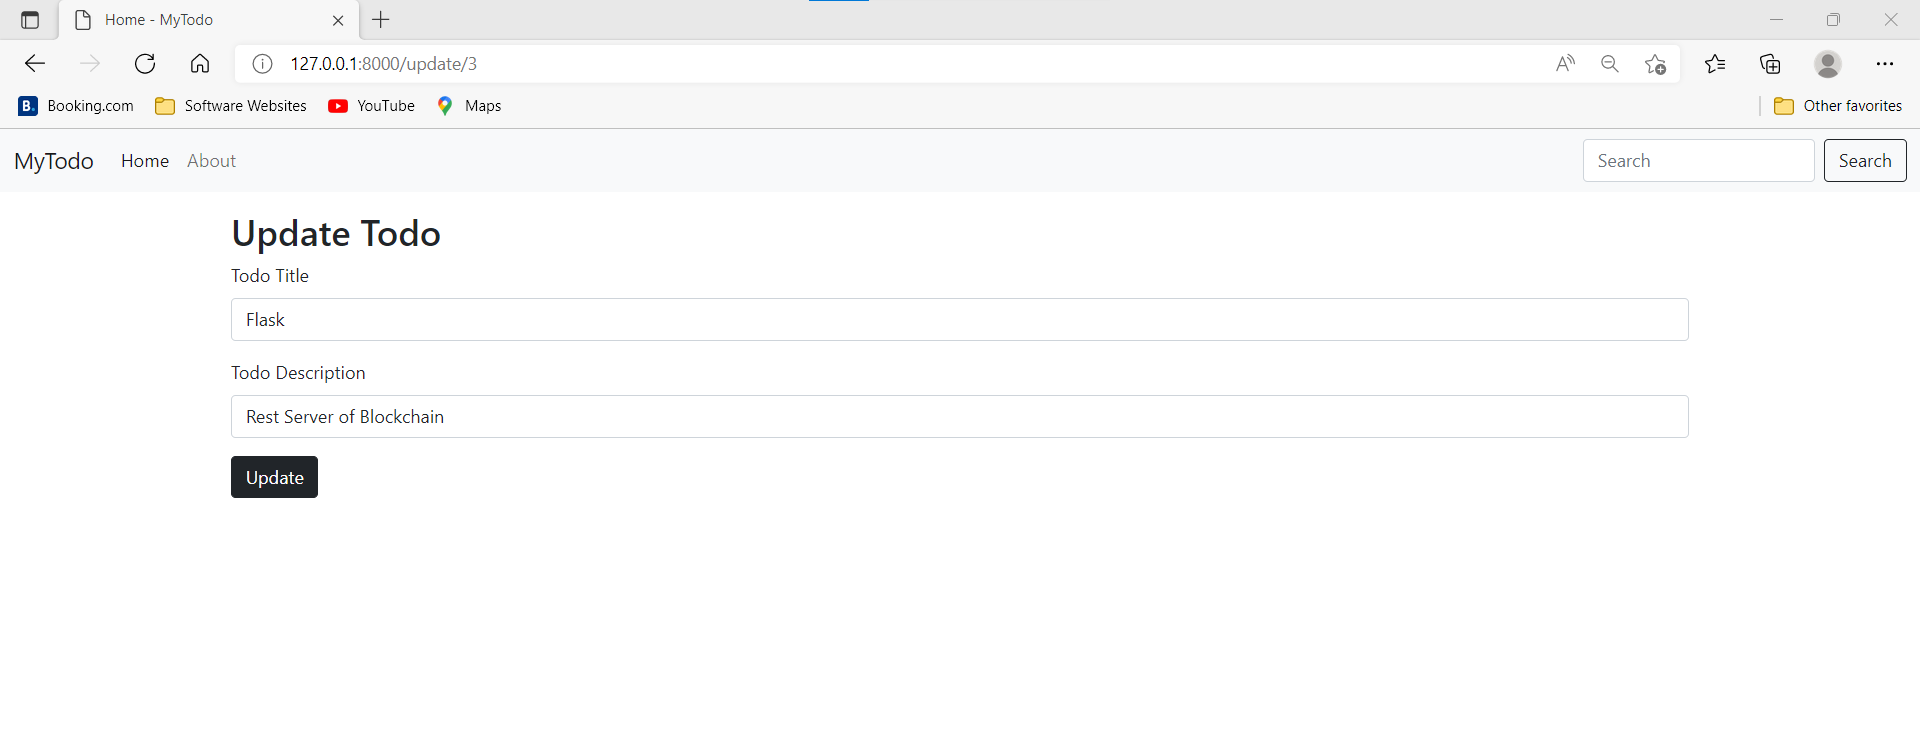 Home - MyTodo
127.0.0.1:8000/update/3
B. Booking.com Software Websites YouTube Maps Other favorites
MyTodo Home About Search Search
Update Todo
Todo Title
Flask
Todo Description
Rest Server of Blockchain
Update